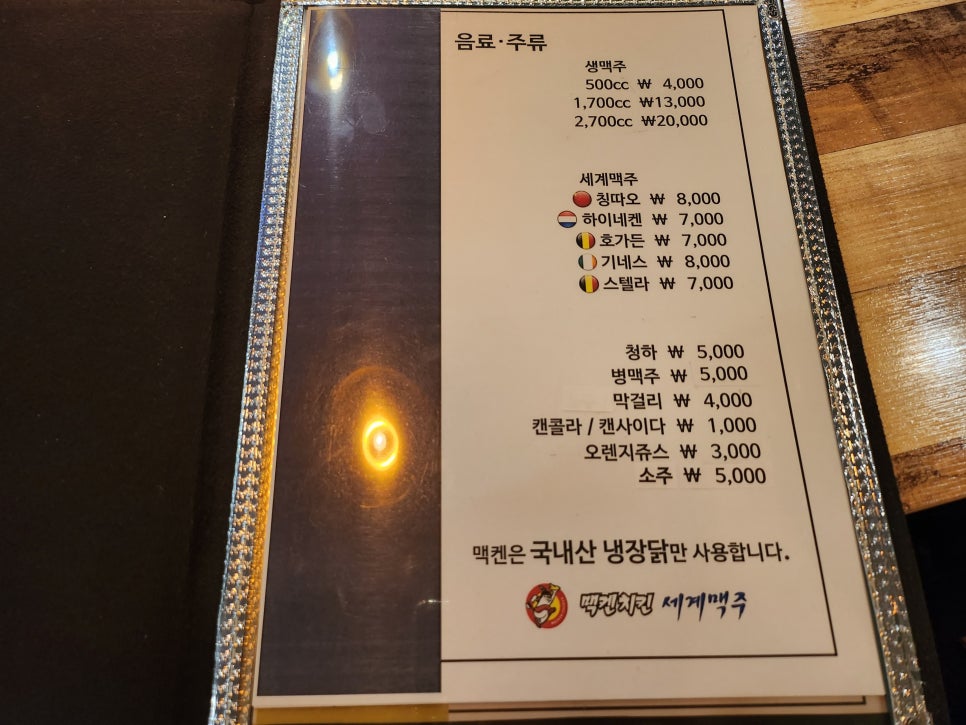 음료·주류
생맥주
500cc ₩ 4,000
1,700cc ₩13,000
2,700cc ₩20,000
세계맥주
칭따오 ₩ 8,000
하이네켄 ₩ 7,000
호가든 ₩ 7,000
기네스 ₩ 8,000
스텔라 ₩ 7,000
청하 ₩ 5,000
병맥주 ₩ 5,000
막걸리 ₩ 4,000
캔콜라 / 캔사이다 ₩ 1,000
오렌지쥬스 ₩ 3,000
소주 ₩ 5,000
맥켄은 국내산 냉장닭만 사용합니다.
맥켄치킨 세계맥주